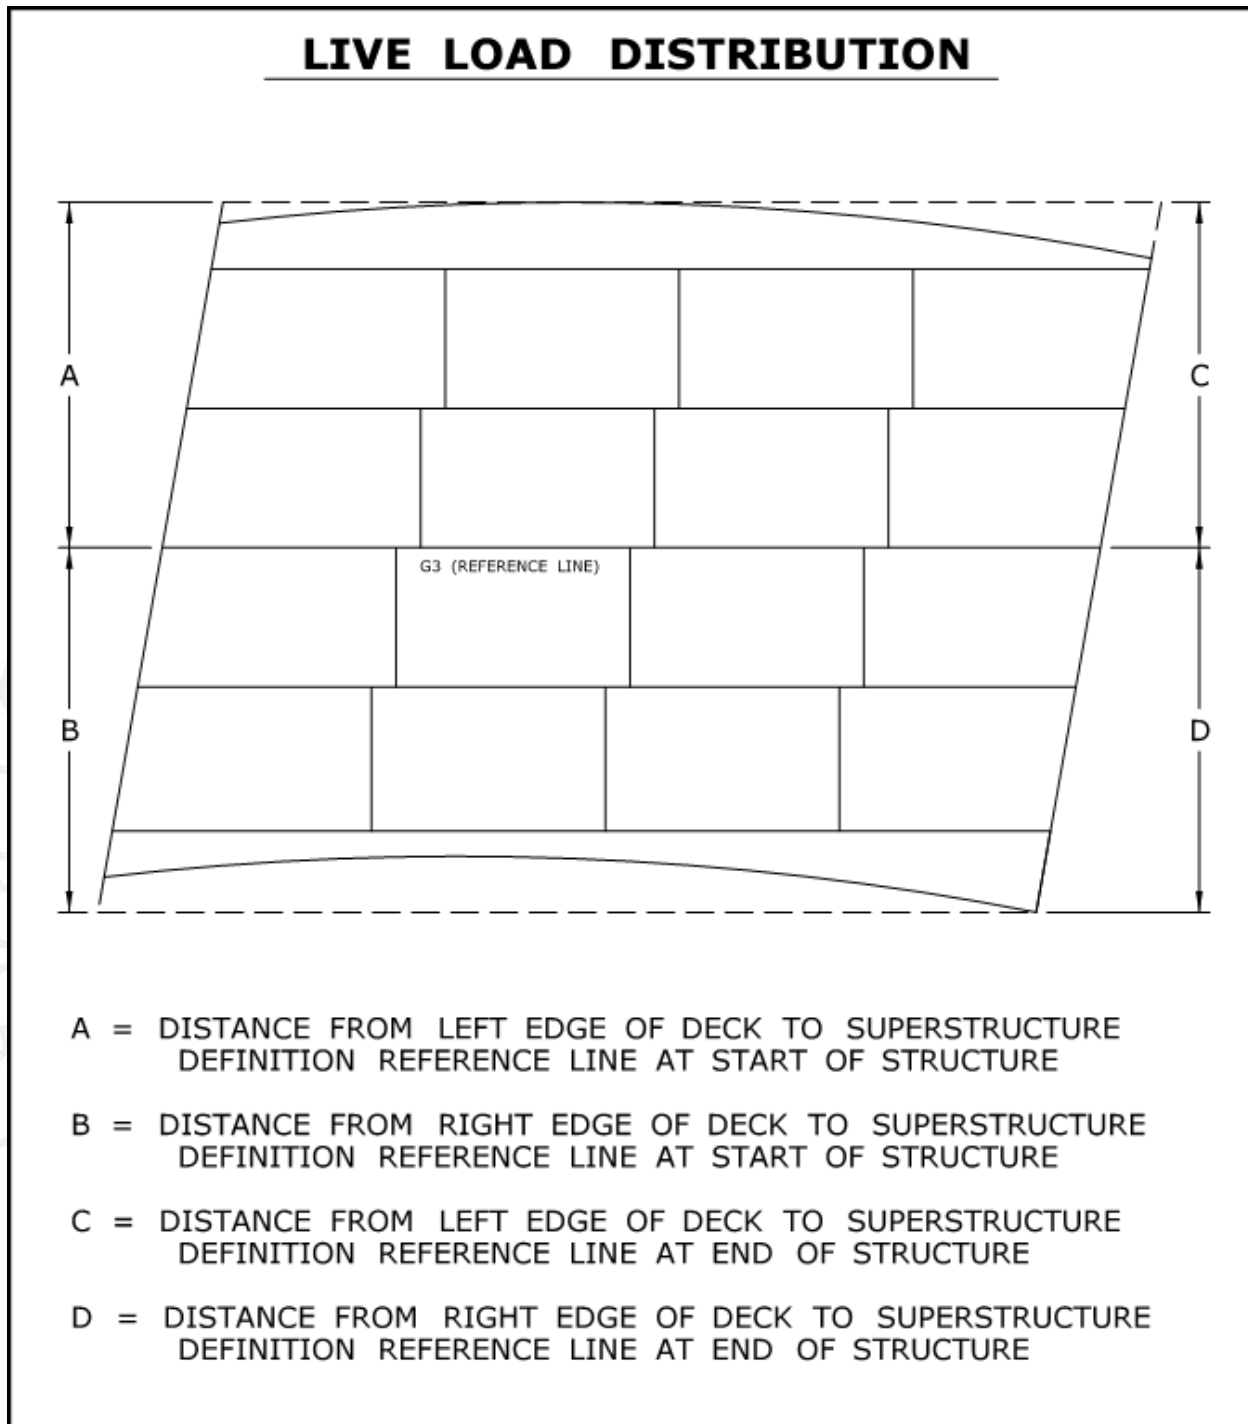 LIVE LOAD DISTRIBUTION
A
C
G3 (REFERENCE LINE)
B
D
A = DISTANCE FROM LEFT EDGE OF DECK TO SUPERSTRUCTURE
DEFINITION REFERENCE LINE AT START OF STRUCTURE
B = DISTANCE FROM RIGHT EDGE OF DECK TO SUPERSTRUCTURE
DEFINITION REFERENCE LINE AT START OF STRUCTURE
C = DISTANCE FROM LEFT EDGE OF DECK TO SUPERSTRUCTURE
DEFINITION REFERENCE LINE AT END OF STRUCTURE
D = DISTANCE FROM RIGHT EDGE OF DECK TO SUPERSTRUCTURE
DEFINITION REFERENCE LINE AT END OF STRUCTURE